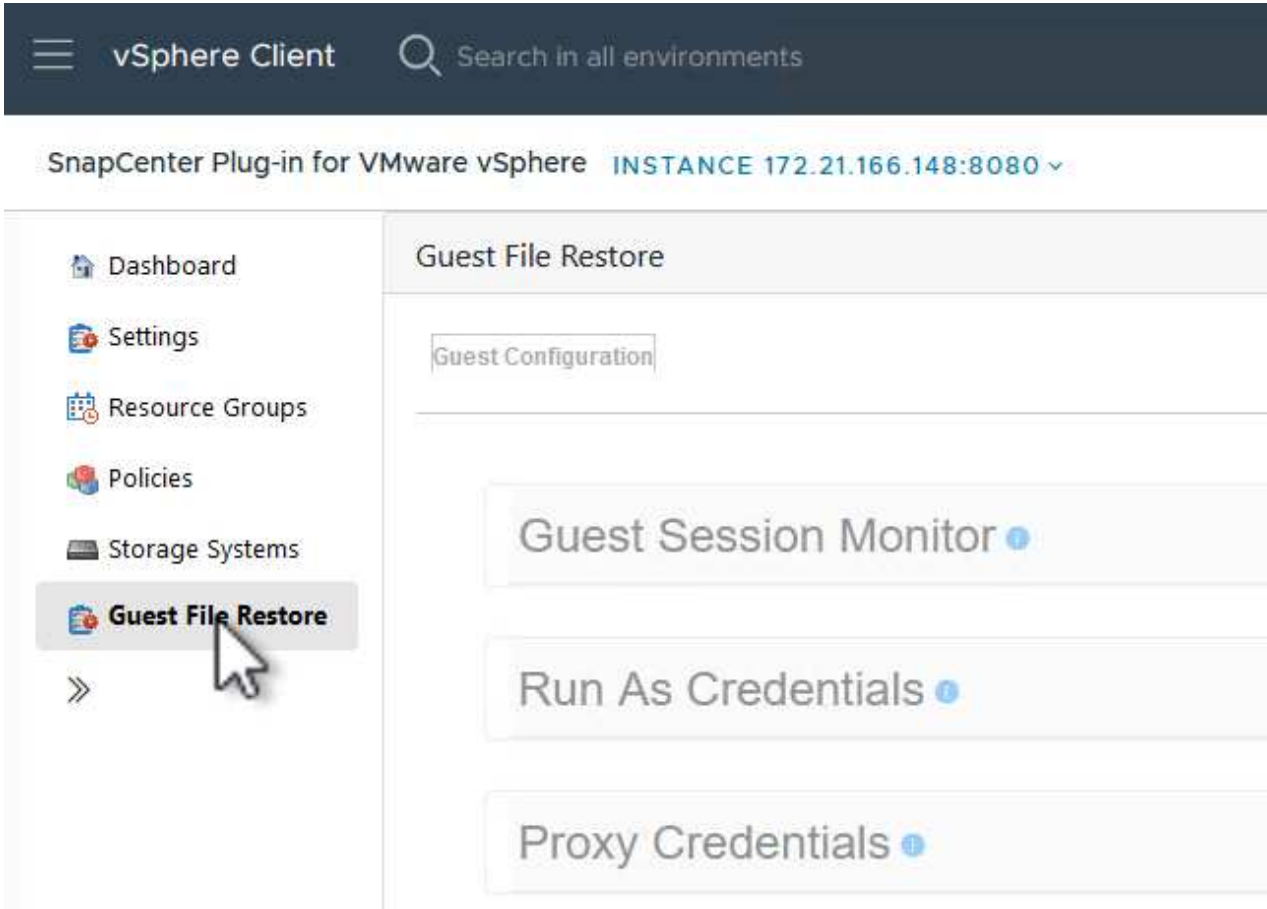 vSphere Client Search in all environments
SnapCenter Plug-in for VMware vSphere INSTANCE 172.21.166.148:8080
Dashboard
Settings
Resource Groups
Policies
Storage Systems
Guest File Restore
Guest File Restore
Guest Configuration
Guest Session Monitor
Run As Credentials
Proxy Credentials